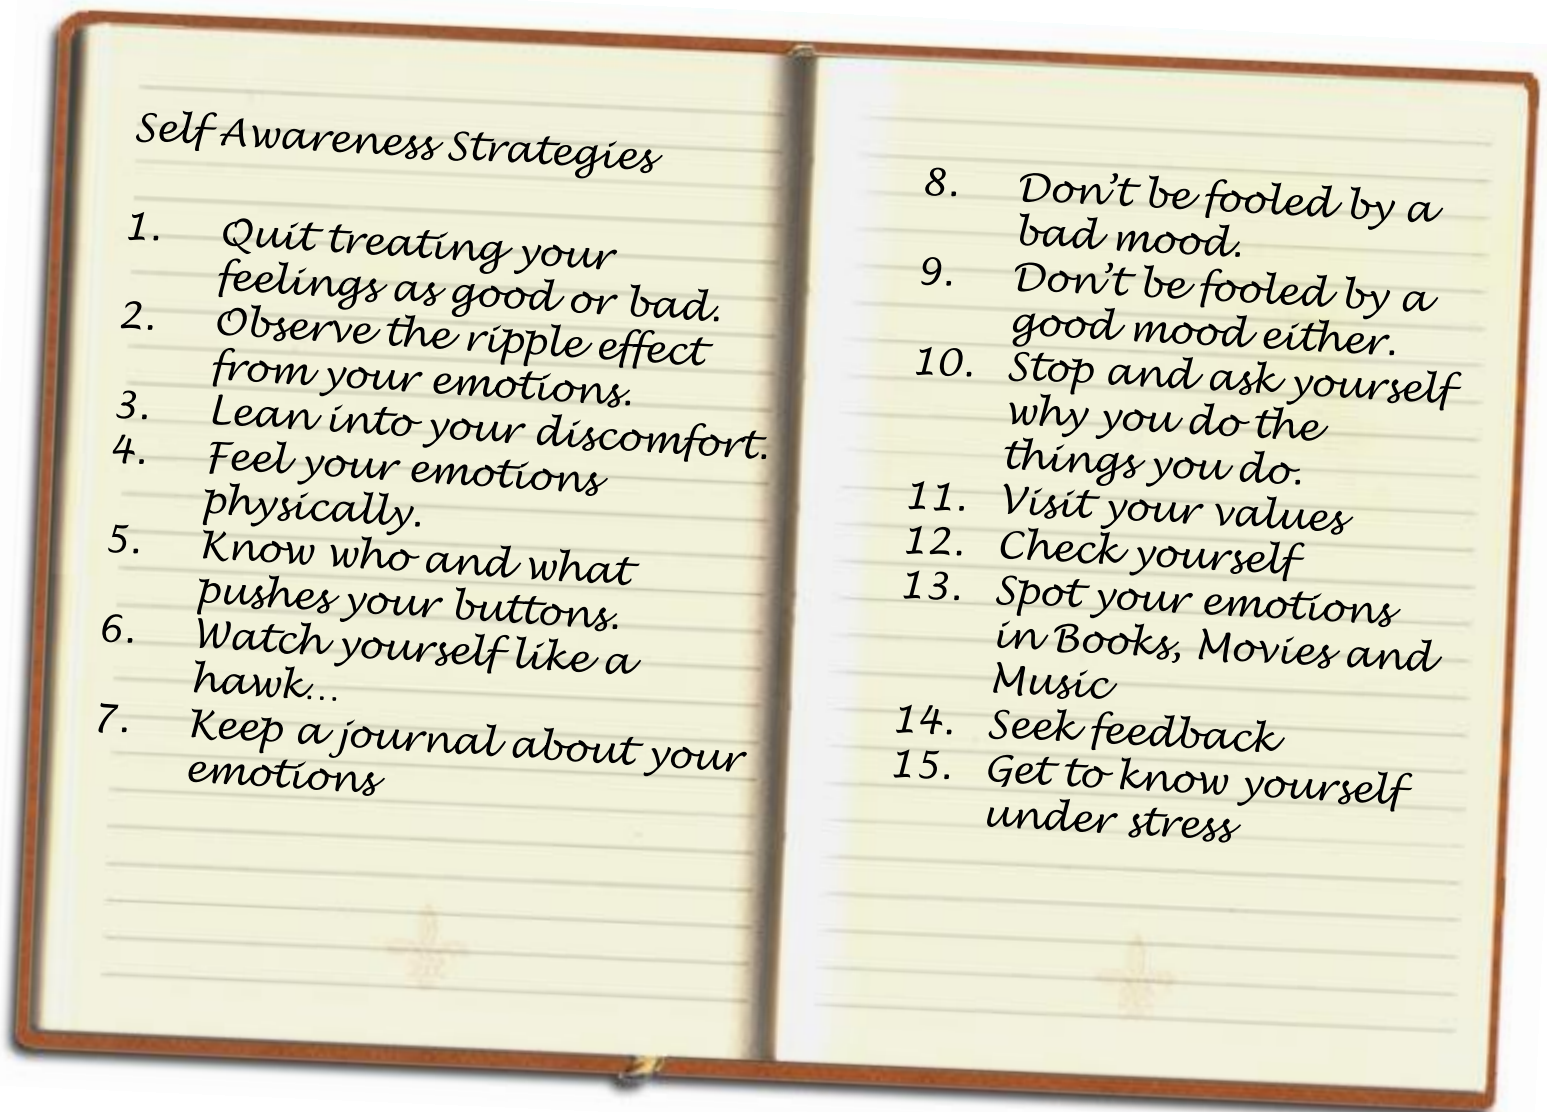 Self Awareness Strategies
1. Quit treating your
feelings as good or bad.
2. Observe the ripple effect
from your emotions.
3. Lean into your discomfort.
4. Feel your emotions
physically.
5. Know who and what
pushes your buttons.
6. Watch yourself like a
hawk...
7. Keep a journal about your
emotions
8. Don't be fooled by a
bad mood.
9. Don't be fooled by a
good mood either.
10. Stop and ask yourself
why you do the
things you do.
11. Visit your values
12. Check yourself
13. Spot your emotions
in Books, Movies and
Music
14. Seek feedback
15. Get to know yourself
under stress